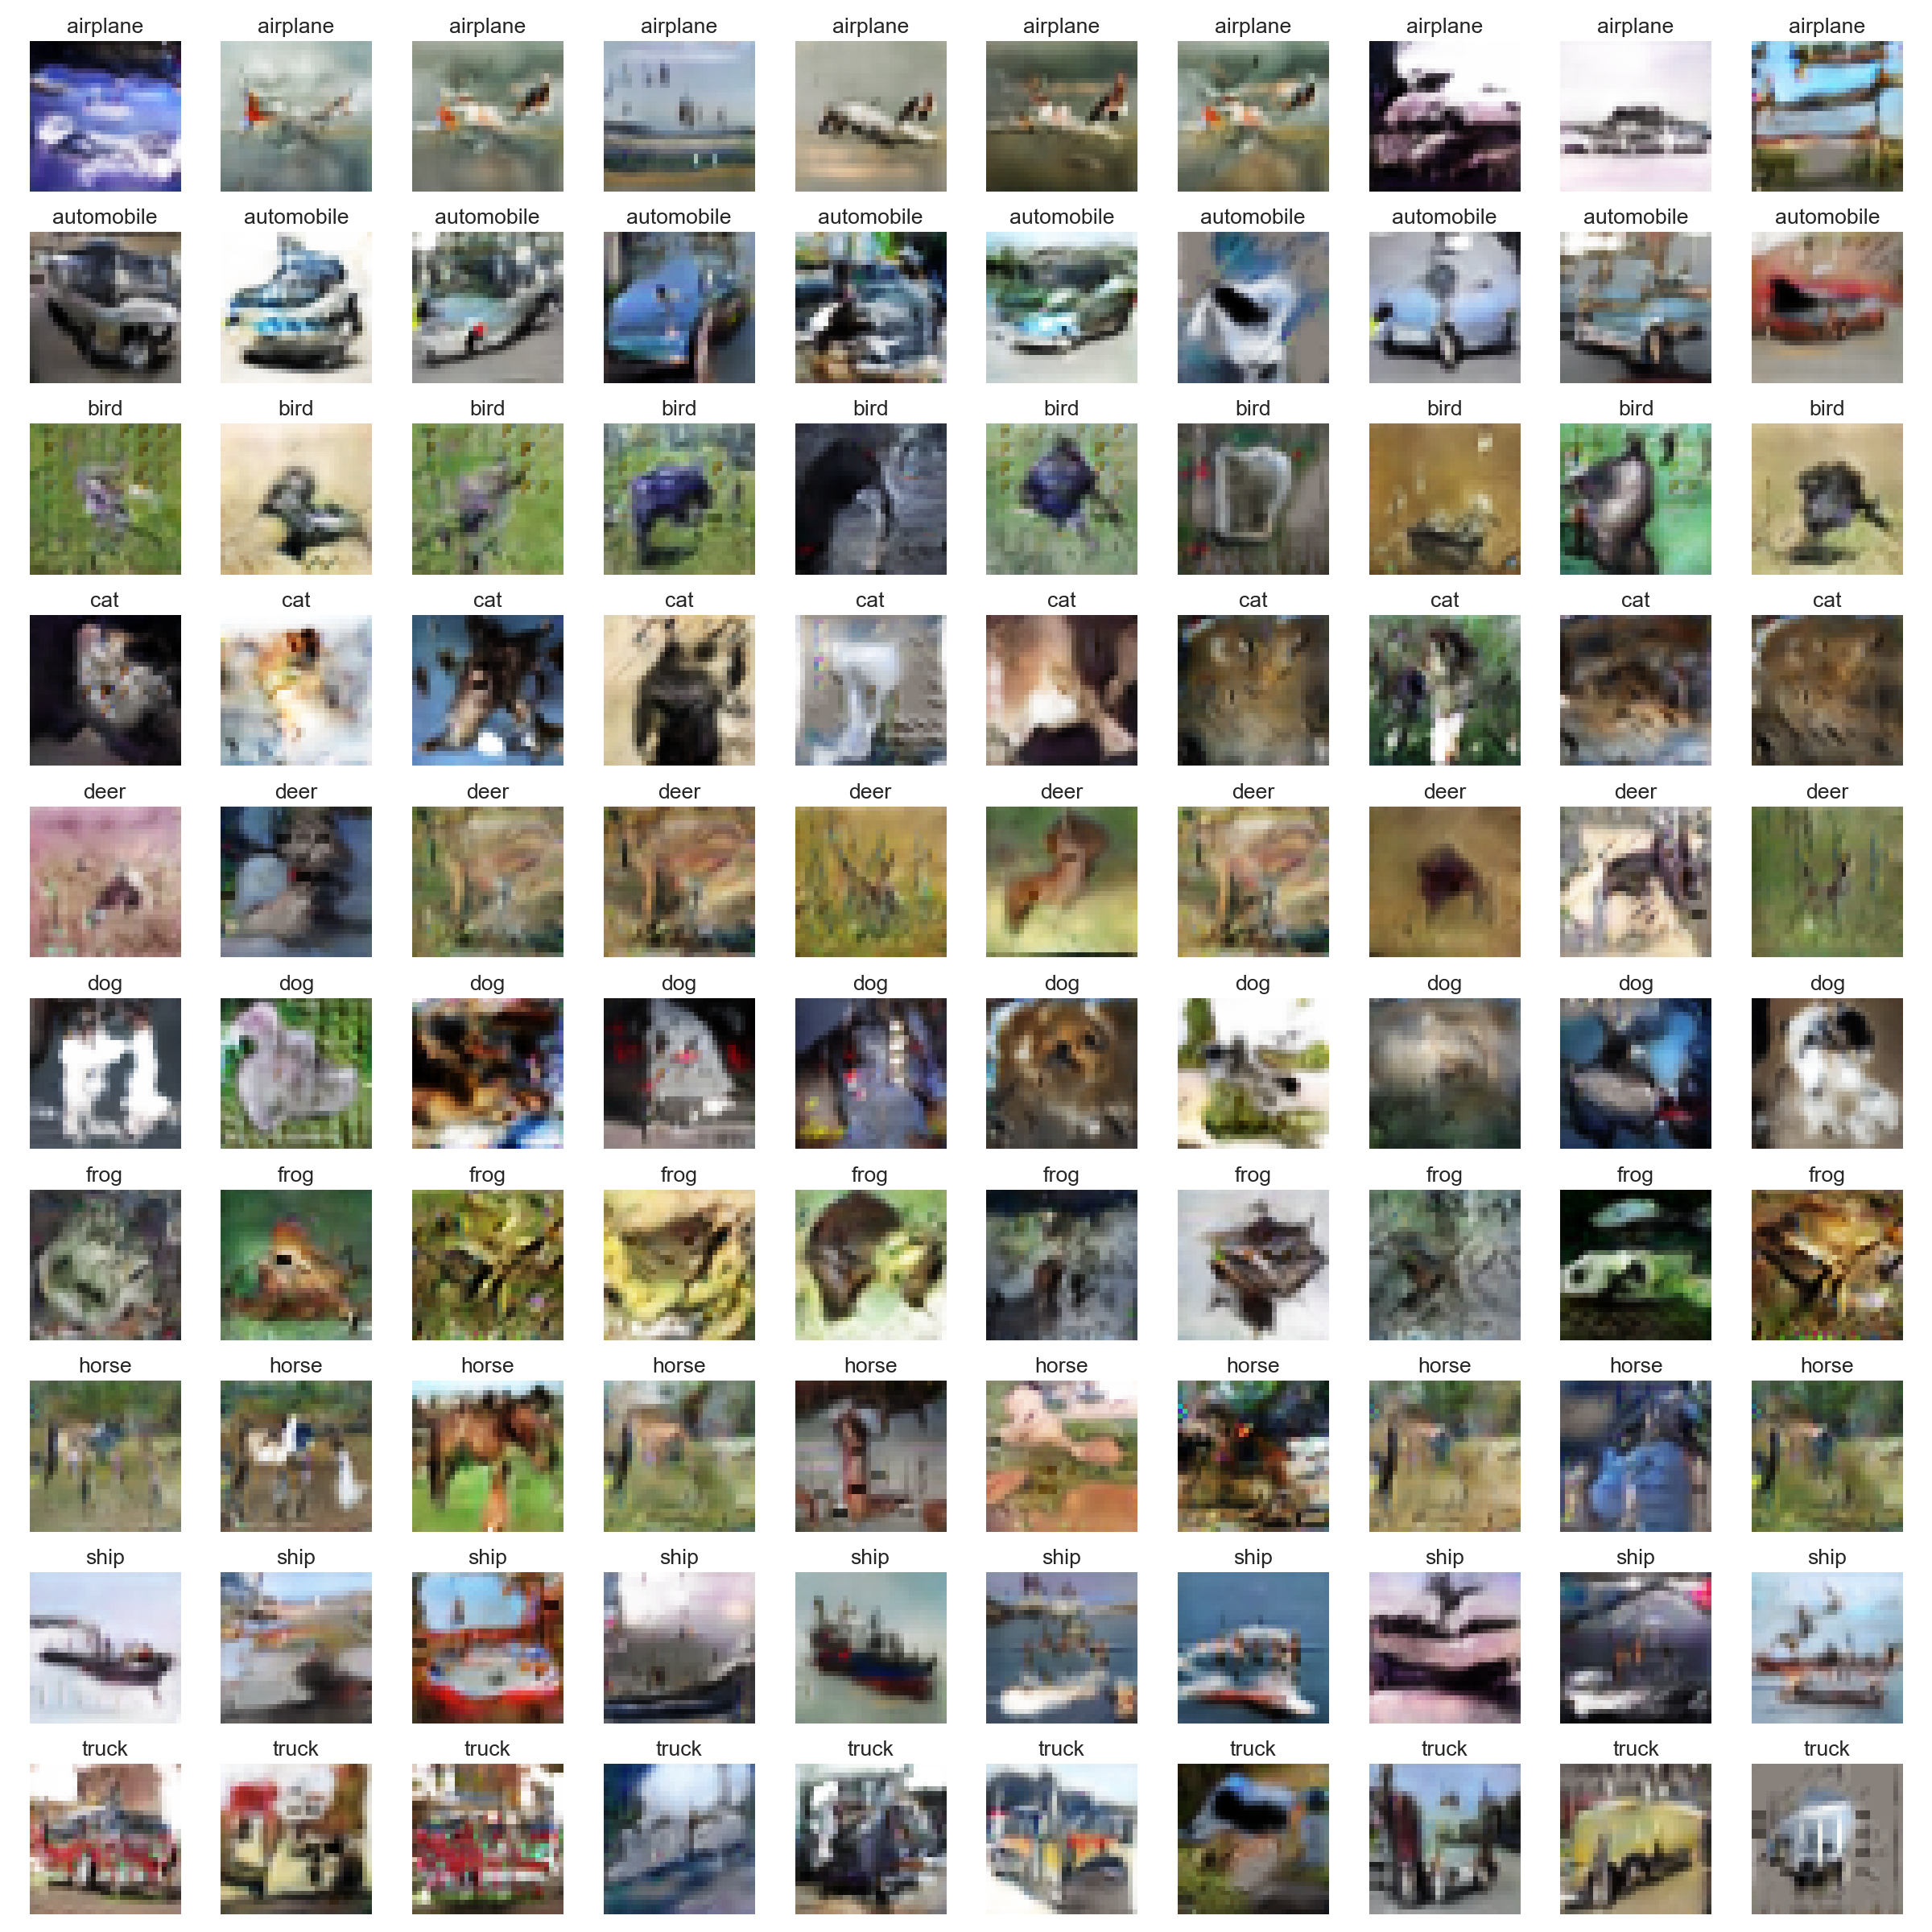 airplane airplane airplane airplane airplane airplane airplane airplane airplane airplane
automobile automobile automobile automobile automobile automobile automobile automobile automobile automobile
bird bird bird bird bird bird bird bird bird bird
cat cat cat cat cat cat cat cat cat cat
deer deer deer deer deer deer deer deer deer deer
dog dog dog dog dog dog dog dog dog dog
frog frog frog frog frog frog frog frog frog frog
horse horse horse horse horse horse horse horse horse horse
ship ship ship ship ship ship ship ship ship ship
truck truck truck truck truck truck truck truck truck truck